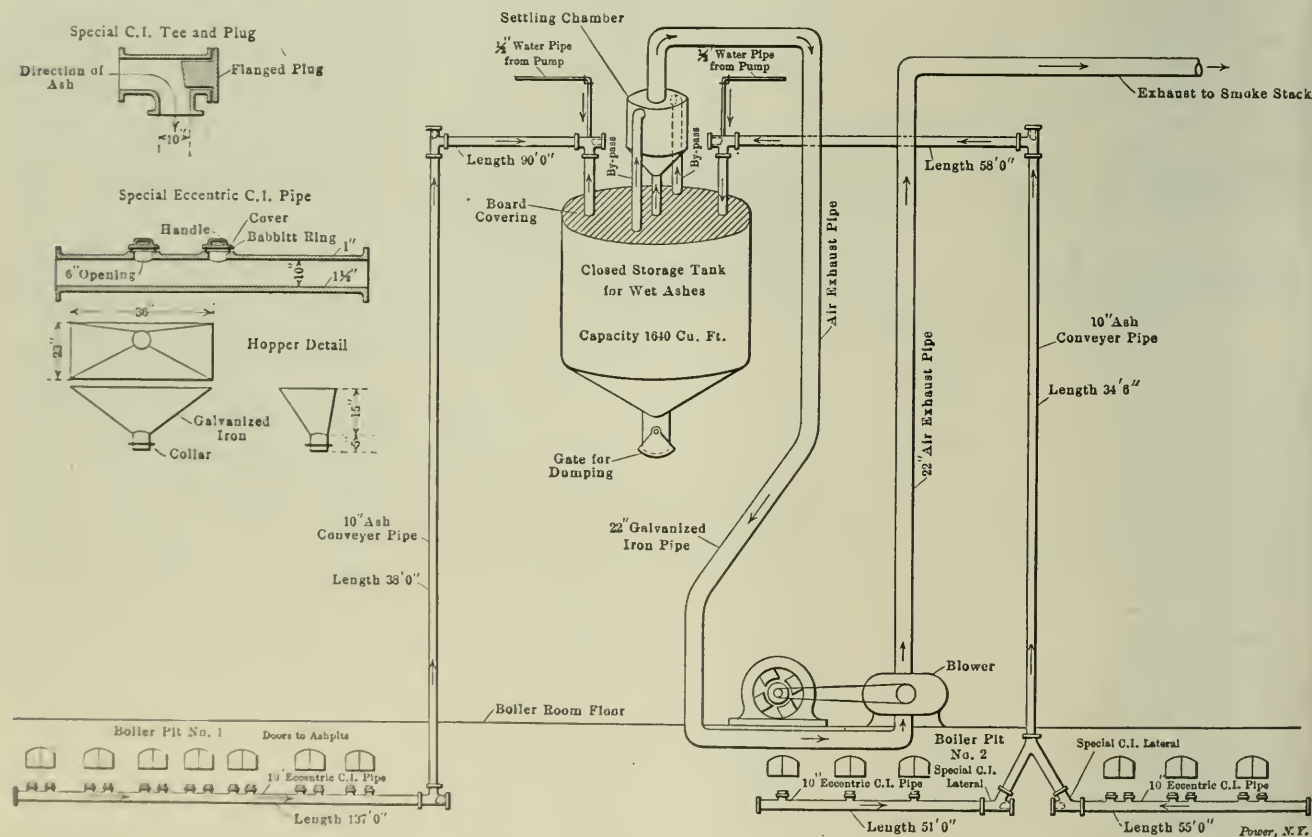 Special C.I. Tee and Plug
Direction of
Ash
Flanged Plug
10"
Special Eccentric C.I. Pipe
Handle
Cover
Babbitt Ring
1"
6"Opening
10"
1½"
36"
23"
Hopper Detail
Galvanized
Iron
Collar
15"
Settling Chamber
½" Water Pipe
from Pump
½" Water Pipe
from Pump
Exhaust to Smoke Stack
Length 90'0"
By-pass
By-pass
Length 58'0"
Board
Covering
Closed Storage Tank
for Wet Ashes
Capacity 1640 Cu. Ft.
Air Exhaust Pipe
22" Air Exhaust Pipe
10" Ash
Conveyer Pipe
Length 34'6"
Gate for
Dumping
10" Ash
Conveyer Pipe
Length 38'0"
22" Galvanized
Iron Pipe
Blower
Boiler Room Floor
Boiler Pit No. 1
Doors to Ashpits
10" Eccentric C.I. Pipe
Length 137'0"
Boiler Pit
No. 2
10" Eccentric C.I. Pipe
Special C.I.
Lateral
Special C.I. Lateral
10" Eccentric C.I. Pipe
Length 51'0"
Length 55'0"
Power, N.Y.